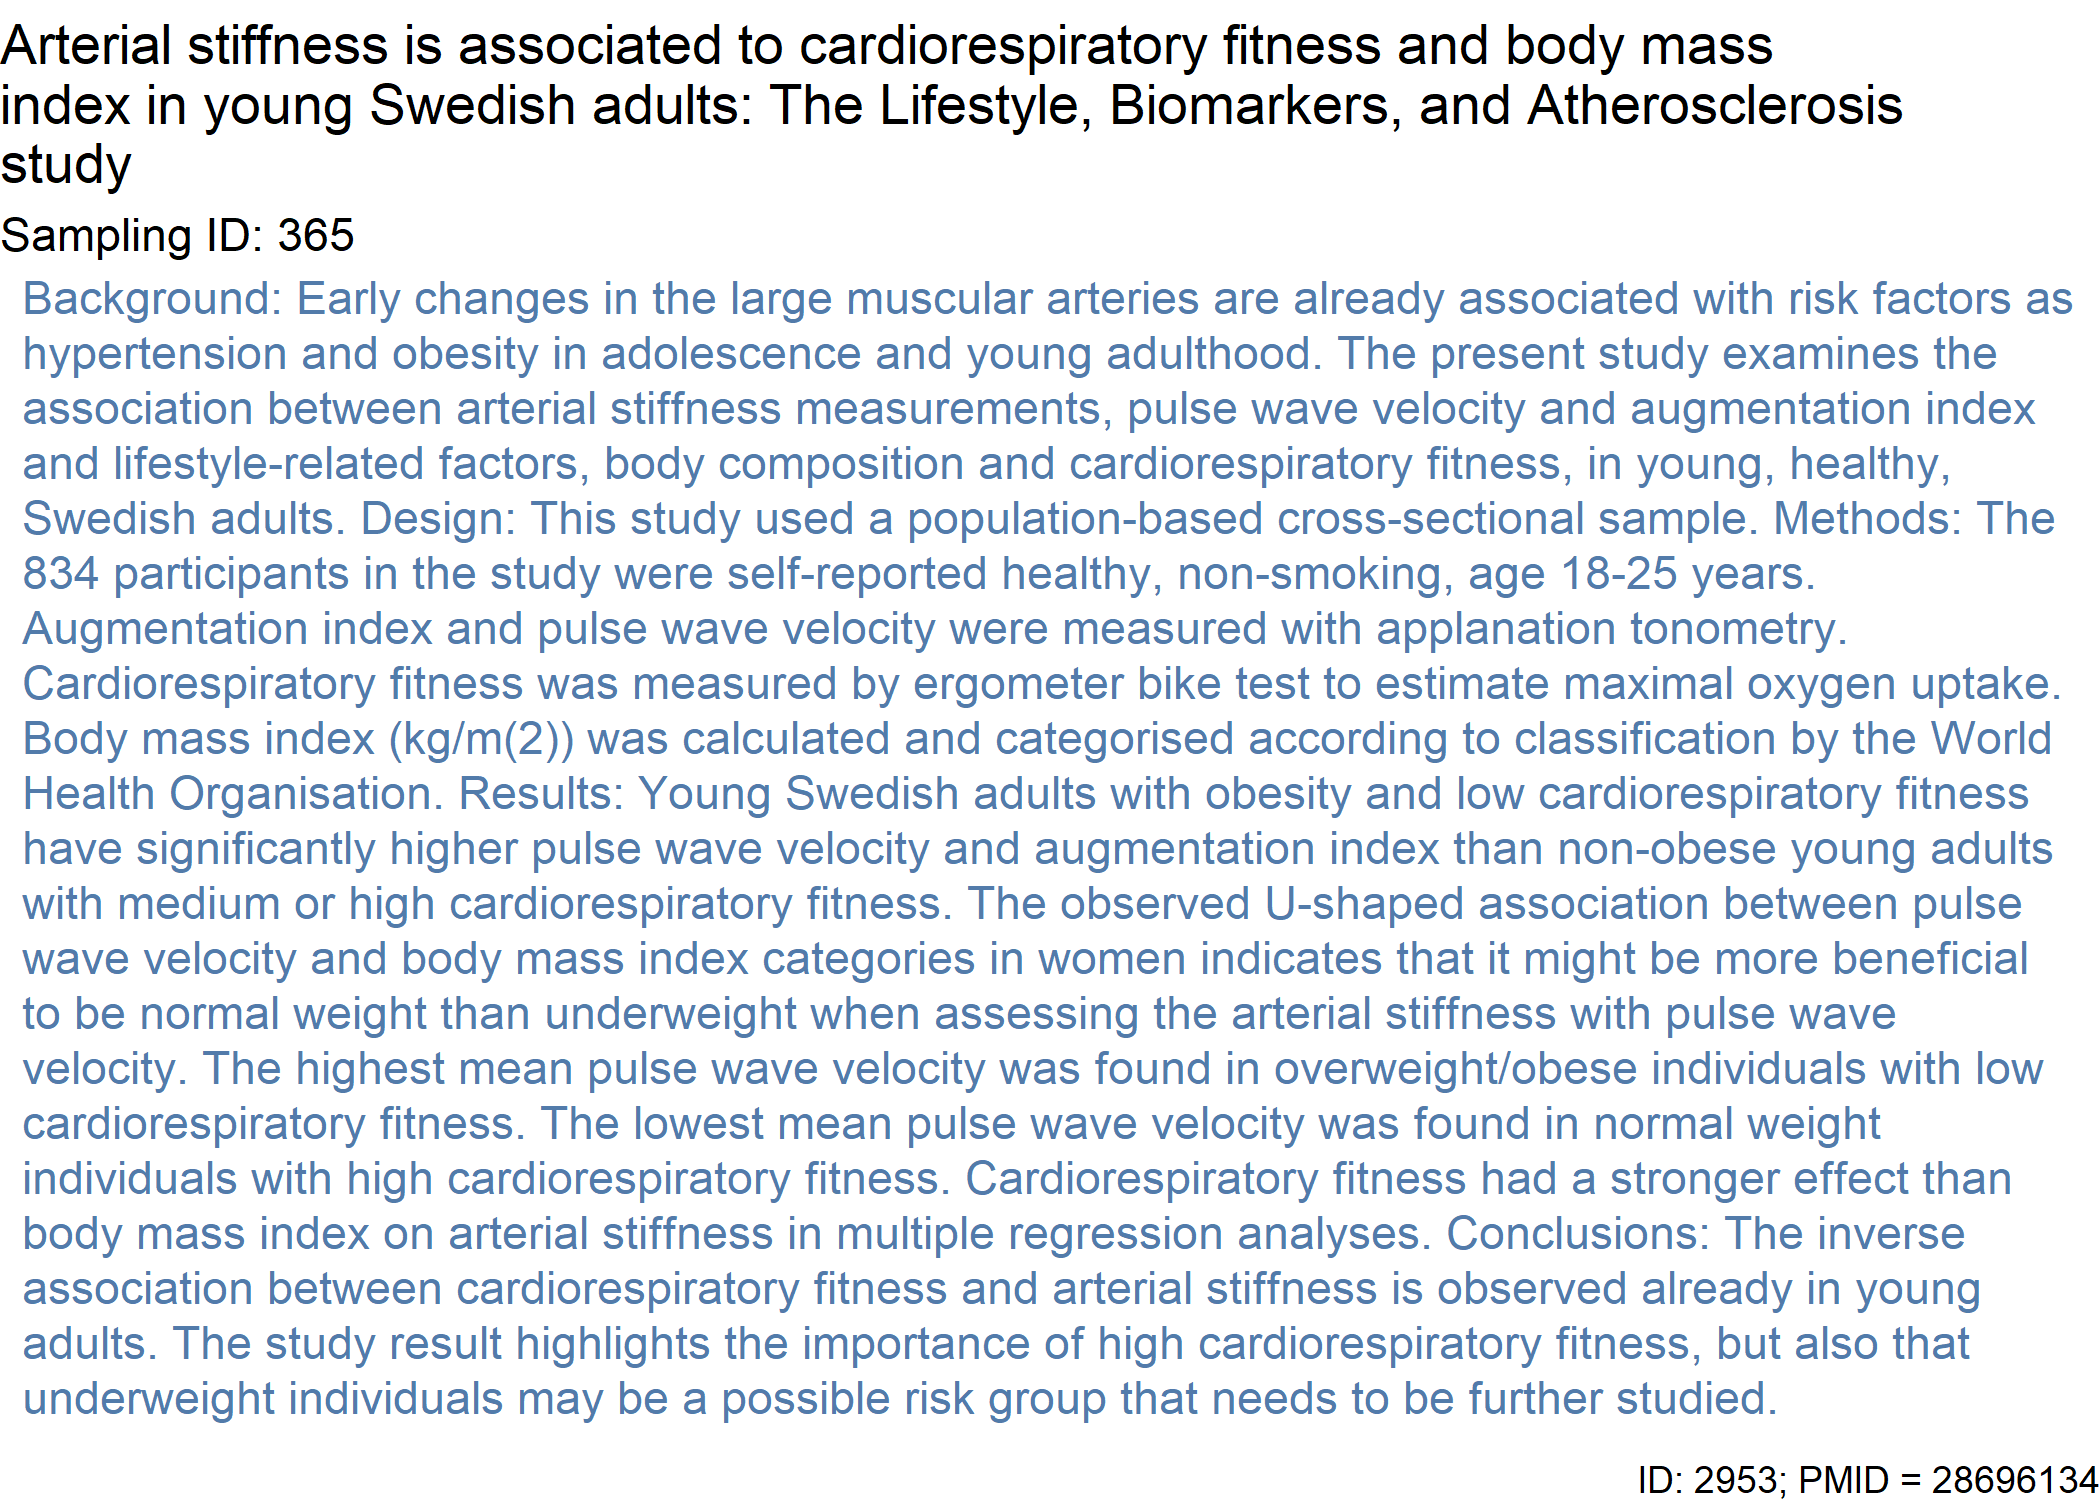 Arterial stiffness is associated to cardiorespiratory fitness and body mass
index in young Swedish adults: The Lifestyle, Biomarkers, and Atherosclerosis
study
Sampling ID: 365
Background: Early changes in the large muscular arteries are already associated with risk factors as
hypertension and obesity in adolescence and young adulthood. The present study examines the
association between arterial stiffness measurements, pulse wave velocity and augmentation index
and lifestyle-related factors, body composition and cardiorespiratory fitness, in young, healthy,
Swedish adults. Design: This study used a population-based cross-sectional sample. Methods: The
834 participants in the study were self-reported healthy, non-smoking, age 18-25 years.
Augmentation index and pulse wave velocity were measured with applanation tonometry.
Cardiorespiratory fitness was measured by ergometer bike test to estimate maximal oxygen uptake.
Body mass index (kg/m(2)) was calculated and categorised according to classification by the World
Health Organisation. Results: Young Swedish adults with obesity and low cardiorespiratory fitness
have significantly higher pulse wave velocity and augmentation index than non-obese young adults
with medium or high cardiorespiratory fitness. The observed U-shaped association between pulse
wave velocity and body mass index categories in women indicates that it might be more beneficial
to be normal weight than underweight when assessing the arterial stiffness with pulse wave
velocity. The highest mean pulse wave velocity was found in overweight/obese individuals with low
cardiorespiratory fitness. The lowest mean pulse wave velocity was found in normal weight
individuals with high cardiorespiratory fitness. Cardiorespiratory fitness had a stronger effect than
body mass index on arterial stiffness in multiple regression analyses. Conclusions: The inverse
association between cardiorespiratory fitness and arterial stiffness is observed already in young
adults. The study result highlights the importance of high cardiorespiratory fitness, but also that
underweight individuals may be a possible risk group that needs to be further studied.
ID: 2953; PMID = 28696134